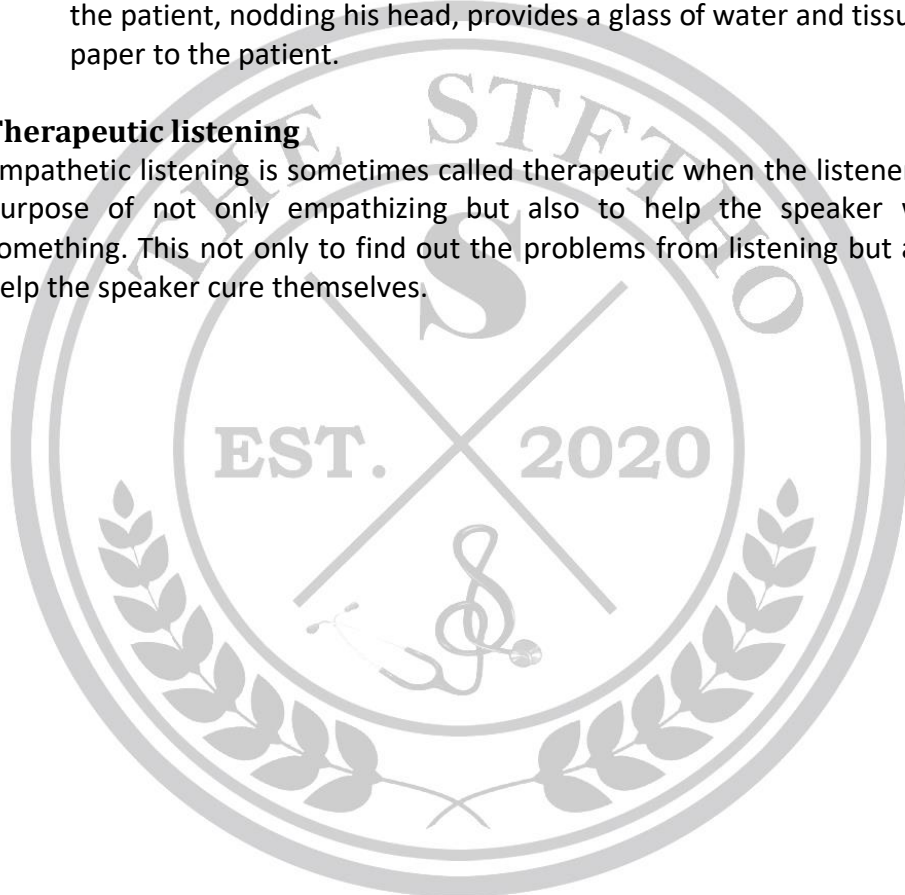 the patient, nodding his head, provides a glass of water and tissu
paper to the patient.
Therapeutic listening
mpathetic listening is sometimes called therapeutic when the listener
urpose of not only empathizing but also to help the speaker v
omething. This not only to find out the problems from listening but a
elp the speaker cure themselves.
THE STETHO
S
EST. 2020